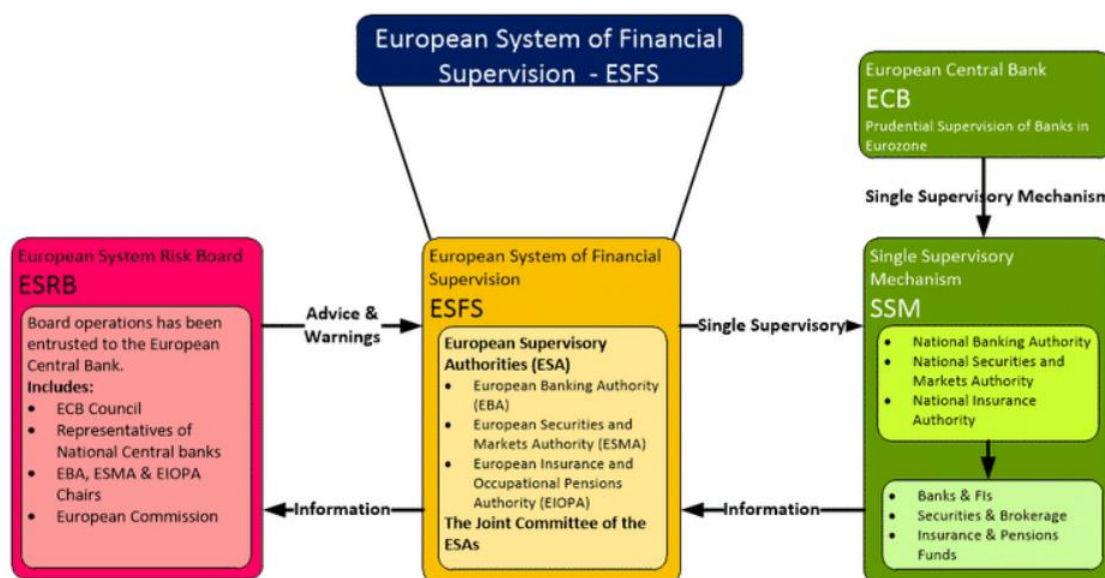 European System of Financial
Supervision - ESFS
European Central Bank
ECB
Prudential Supervision of Banks in
Eurozone
Single Supervisory Mechanism
European System Risk Board
ESRB
Board operations has been
entrusted to the European
Central Bank.
Includes:
• ECB Council
• Representatives of
National Central banks
• EBA, ESMA & EIOPA
Chairs
• European Commission
Advice &
Warnings
Information
European System of Financial
Supervision
ESFS
European Supervisory
Authorities (ESA)
• European Banking Authority
(EBA)
• European Securities and
Markets Authority (ESMA)
• European Insurance and
Occupational Pensions
Authority (EIOPA)
The Joint Committee of the
ESAs
Single Supervisory
Information
Single Supervisory
Mechanism
SSM
• National Banking Authority
• National Securities and
Markets Authority
• National Insurance
Authority
• Banks & FIs
• Securities & Brokerage
• Insurance & Pensions
Funds